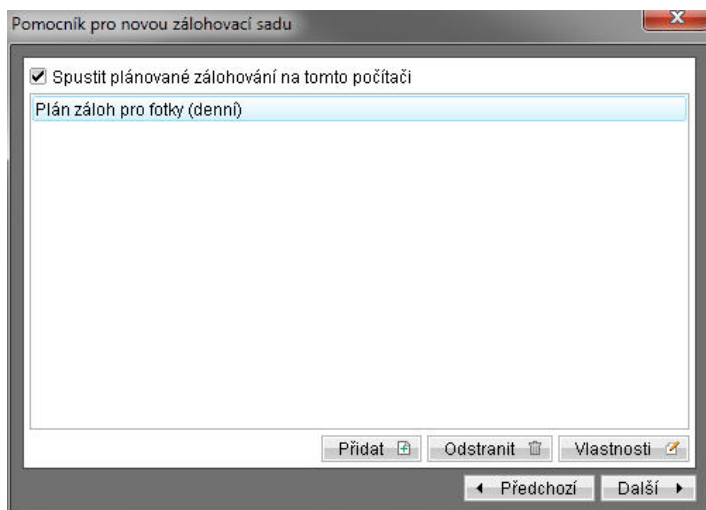 Pomocník pro novou zálohovací sadu
Spustit plánované zálohování na tomto počítači
Plán záloh pro fotky (denní)
Přidat Odstranit Vlastnosti
Předchozí Další